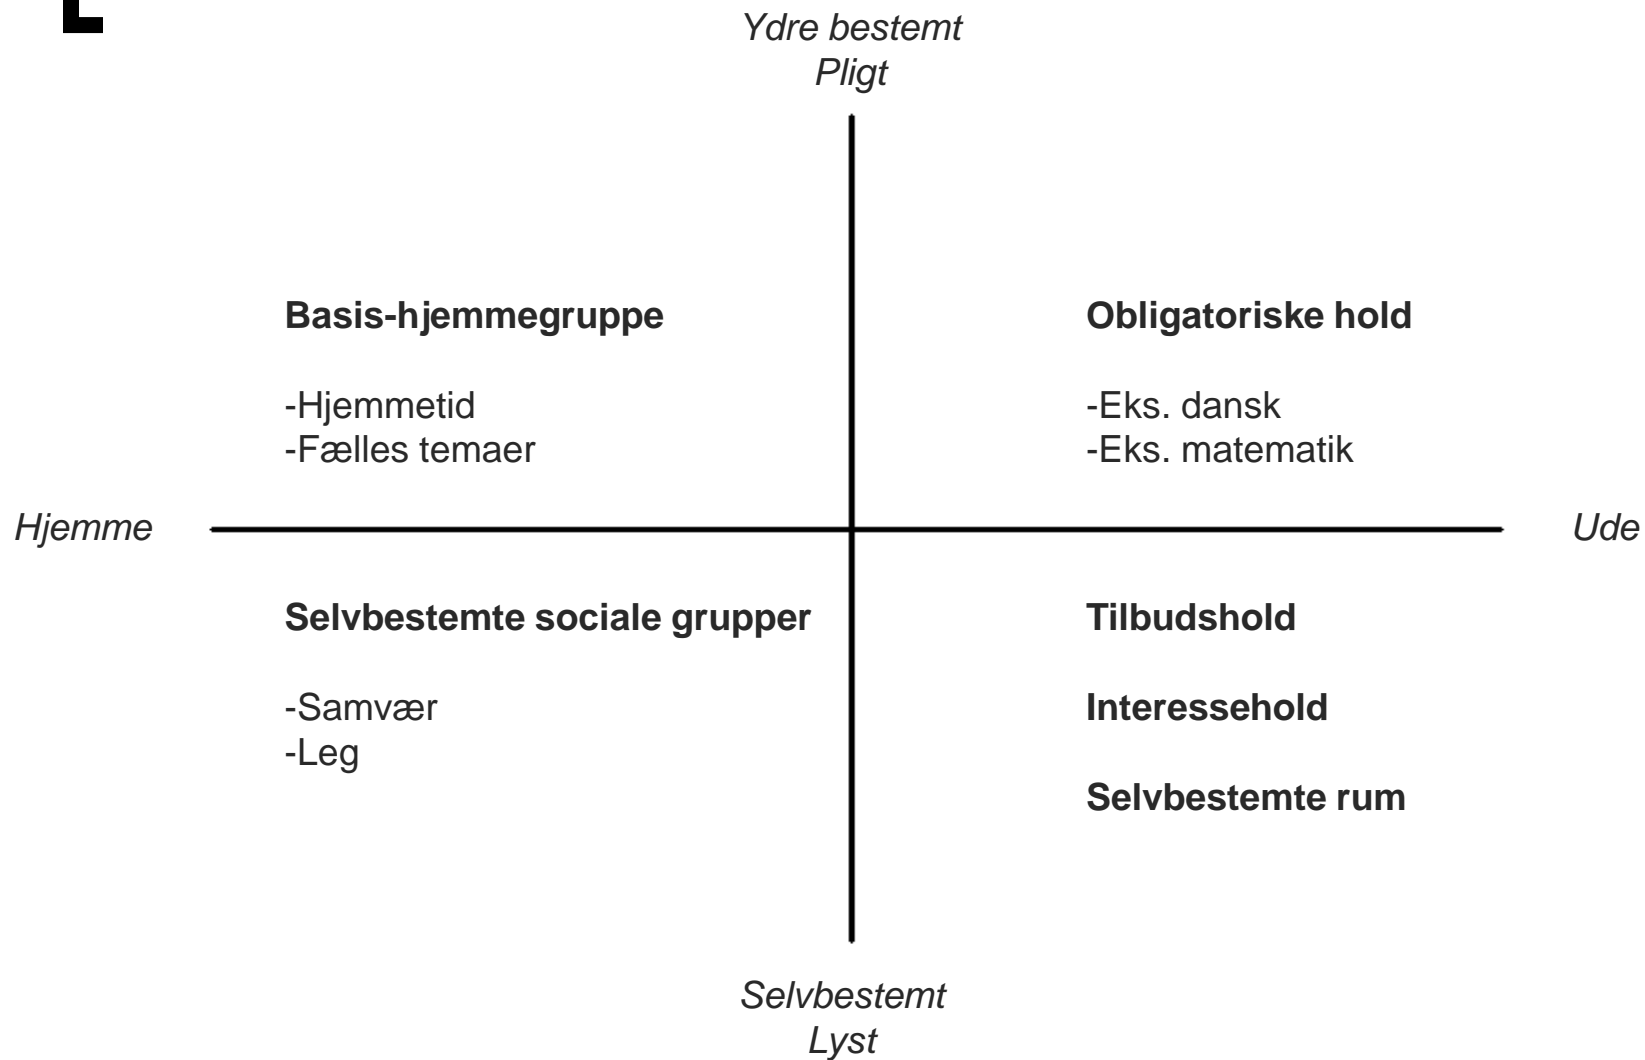 Ydre bestemt
Pligt
Basis-hjemmegruppe
-Hjemmetid
-Fælles temaer
Obligatoriske hold
-Eks. dansk
-Eks. matematik
Hjemme
Ude
Selvbestemte sociale grupper
-Samvær
-Leg
Tilbudshold
Interessehold
Selvbestemte rum
Selvbestemt
Lyst